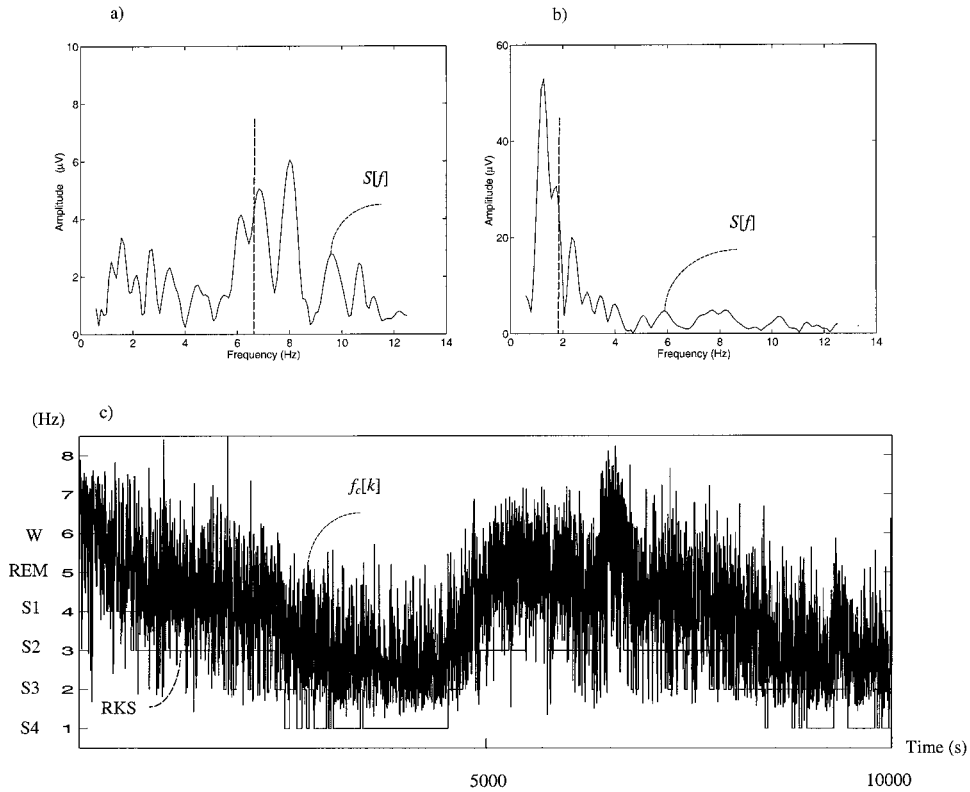 a)
10
8
6
4
2
0
Amplitude (µV)
S[f]
0 2 4 6 8 10 12 14
Frequency (Hz)
b)
60
40
20
0
Amplitude (µV)
S[f]
0 2 4 6 8 10 12 14
Frequency (Hz)
(Hz)
c)
8
7
W 6
REM 5
S1 4
S2 3
S3 2
S4 1
f_c[k]
RKS
Time (s)
5000 10000